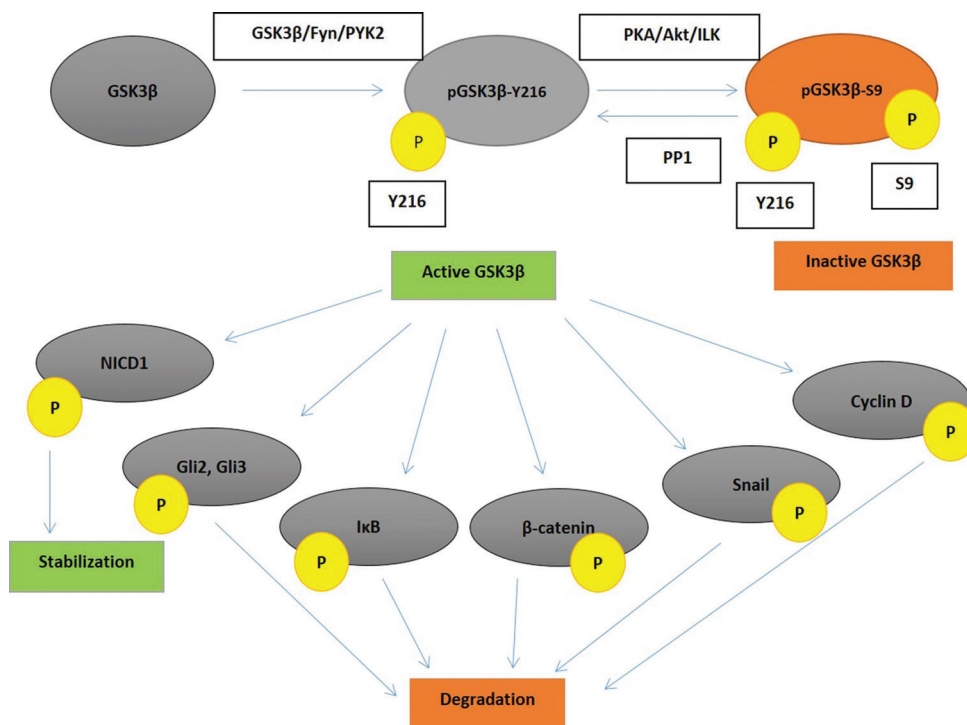 GSK3β/Fyn/PYK2
PKA/Akt/ILK
GSK3β
pGSK3β-Y216
pGSK3β-S9
P
P
P
PP1
Y216
Y216
S9
Active GSK3β
Inactive GSK3β
NICD1
P
Cyclin D
P
Gli2, Gli3
P
Snail
P
IκB
P
β-catenin
P
Stabilization
Degradation